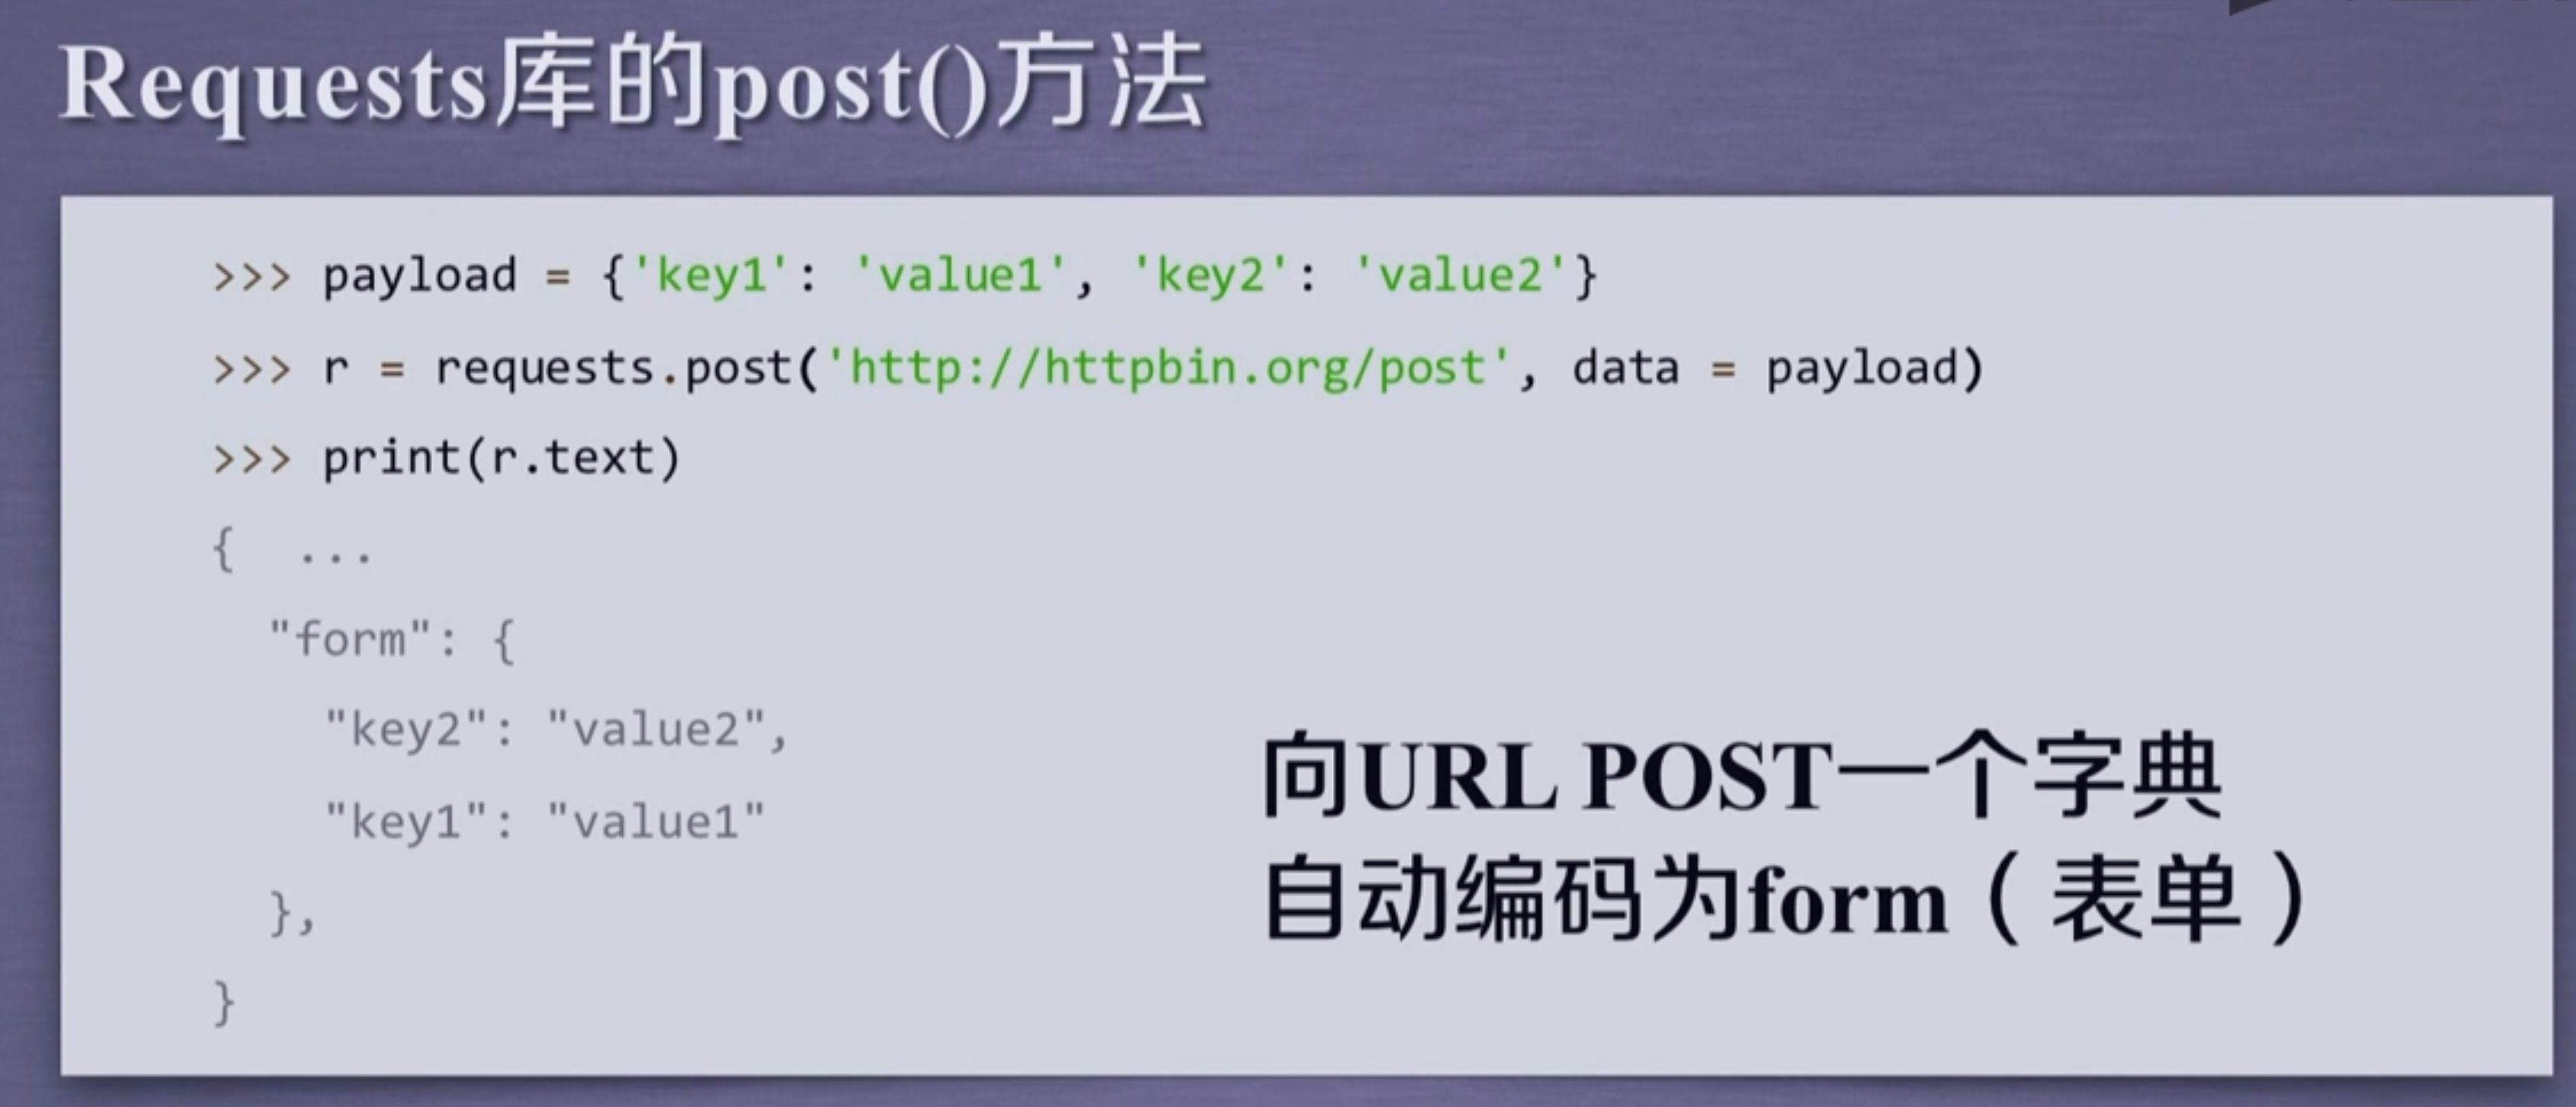 Requests库的post()方法
>>> payload = {'key1': 'value1', 'key2': 'value2'}
>>> r = requests.post('http://httpbin.org/post', data = payload)
>>> print(r.text)
{  ...
  "form": {
    "key2": "value2",
    "key1": "value1"
  },
}
向URL POST一个字典
自动编码为form（表单）